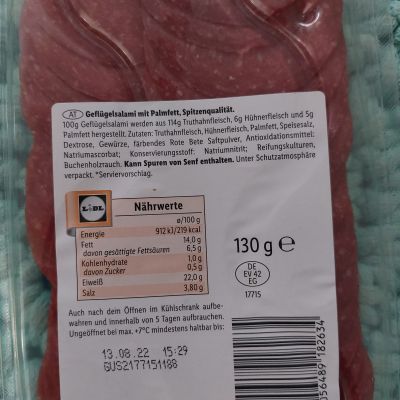 AT Geflügelsalami mit Palmfett, Spitzenqualität.
100g Geflügelsalami werden aus 114g Truthahnfleisch, 6g Hühnerfleisch und 5g
Palmfett hergestellt. Zutaten: Truthahnfleisch, Hühnerfleisch, Palmfett, Speisesalz,
Dextrose, Gewürze, färbendes Rote Bete Saftpulver, Antioxidationsmittel:
Natriumascorbat; Konservierungsstoff: Natriumnitrit; Reifungskulturen,
Buchenholzrauch. Kann Spuren von Senf enthalten. Unter Schutzatmosphäre
verpackt. *Serviervorschlag.
LIDL
Nährwerte
ø/100 g
Energie 912 kJ/219 kcal
Fett 14,0 g
davon gesättigte Fettsäuren 6,5 g
Kohlenhydrate 1,0 g
davon Zucker 0,5 g
Eiweiß 22,0 g
Salz 3,80 g
130 g e
DE
EV 42
EG
17715
Auch nach dem Öffnen im Kühlschrank aufbe-
wahren und innerhalb von 5 Tagen aufbrauchen.
Ungeöffnet bei max. +7°C mindestens haltbar bis:
13.08.22 15:29
GUS2177151188
056489 182634